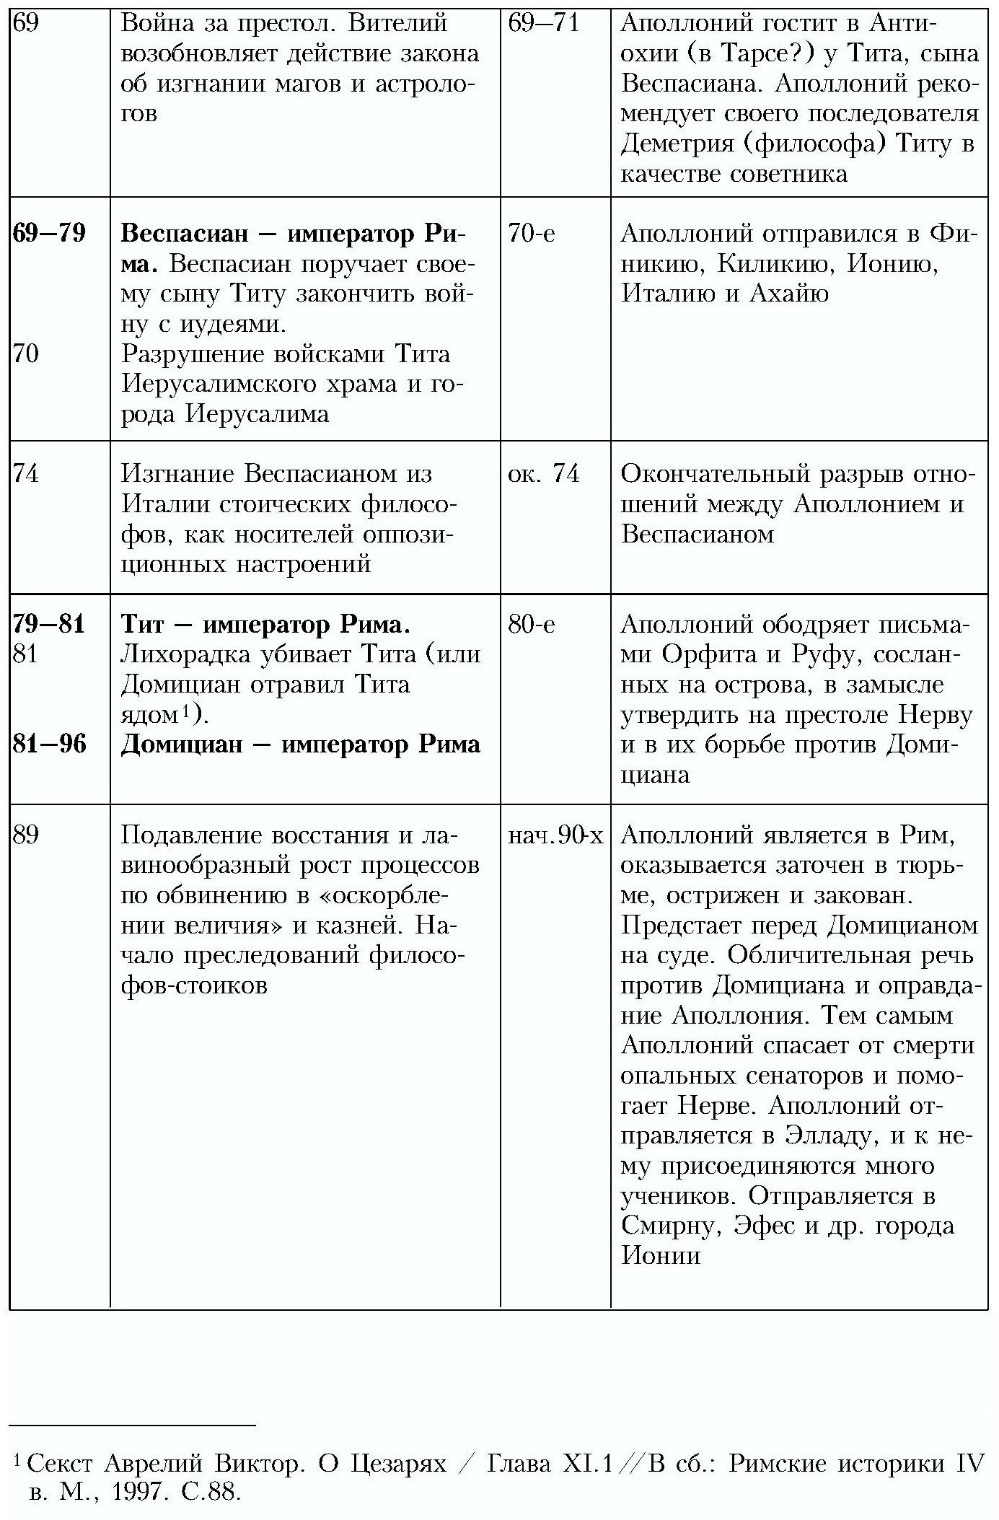 69
Война за престол. Вителий
возобновляет действие закона
об изгнании магов и астроло-
гов
69—71
Аполлоний гостит в Анти-
охии (в Тарсе?) у Тита, сына
Веспасиана. Аполлоний реко-
мендует своего последователя
Деметрия (философа) Титу в
качестве советника
69—79
Веспасиан — император Ри-
ма. Веспасиан поручает свое-
му сыну Титу закончить вой-
ну с иудеями.
70
Разрушение войсками Тита
Иерусалимского храма и го-
рода Иерусалима
70-е
Аполлоний отправился в Фи-
никию, Киликию, Ионию,
Италию и Ахайю
74
Изгнание Веспасианом из
Италии стоических филосо-
фов, как носителей оппози-
ционных настроений
ок. 74
Окончательный разрыв отно-
шений между Аполлонием и
Веспасианом
79—81
Тит — император Рима.
81
Лихорадка убивает Тита (или
Домициан отравил Тита
ядом1).
81—96
Домициан — император Рима
80-е
Аполлоний ободряет письма-
ми Орфита и Руфу, сослан-
ных на острова, в замысле
утвердить на престоле Нерву
и в их борьбе против Доми-
циана
89
Подавление восстания и ла-
винообразный рост процессов
по обвинению в «оскорбле-
нии величия» и казней. На-
чало преследований филосо-
фов-стоиков
нач.90-х
Аполлоний является в Рим,
оказывается заточен в тюрь-
ме, острижен и закован.
Предстает перед Домицианом
на суде. Обличительная речь
против Домициана и оправда-
ние Аполлония. Тем самым
Аполлоний спасает от смерти
опальных сенаторов и помо-
гает Нерве. Аполлоний от-
правляется в Элладу, и к не-
му присоединяются много
учеников. Отправляется в
Смирну, Эфес и др. города
Ионии
1 Секст Аврелий Виктор. О Цезарях / Глава XI.1//В сб.: Римские историки IV
в. М., 1997. С.88.